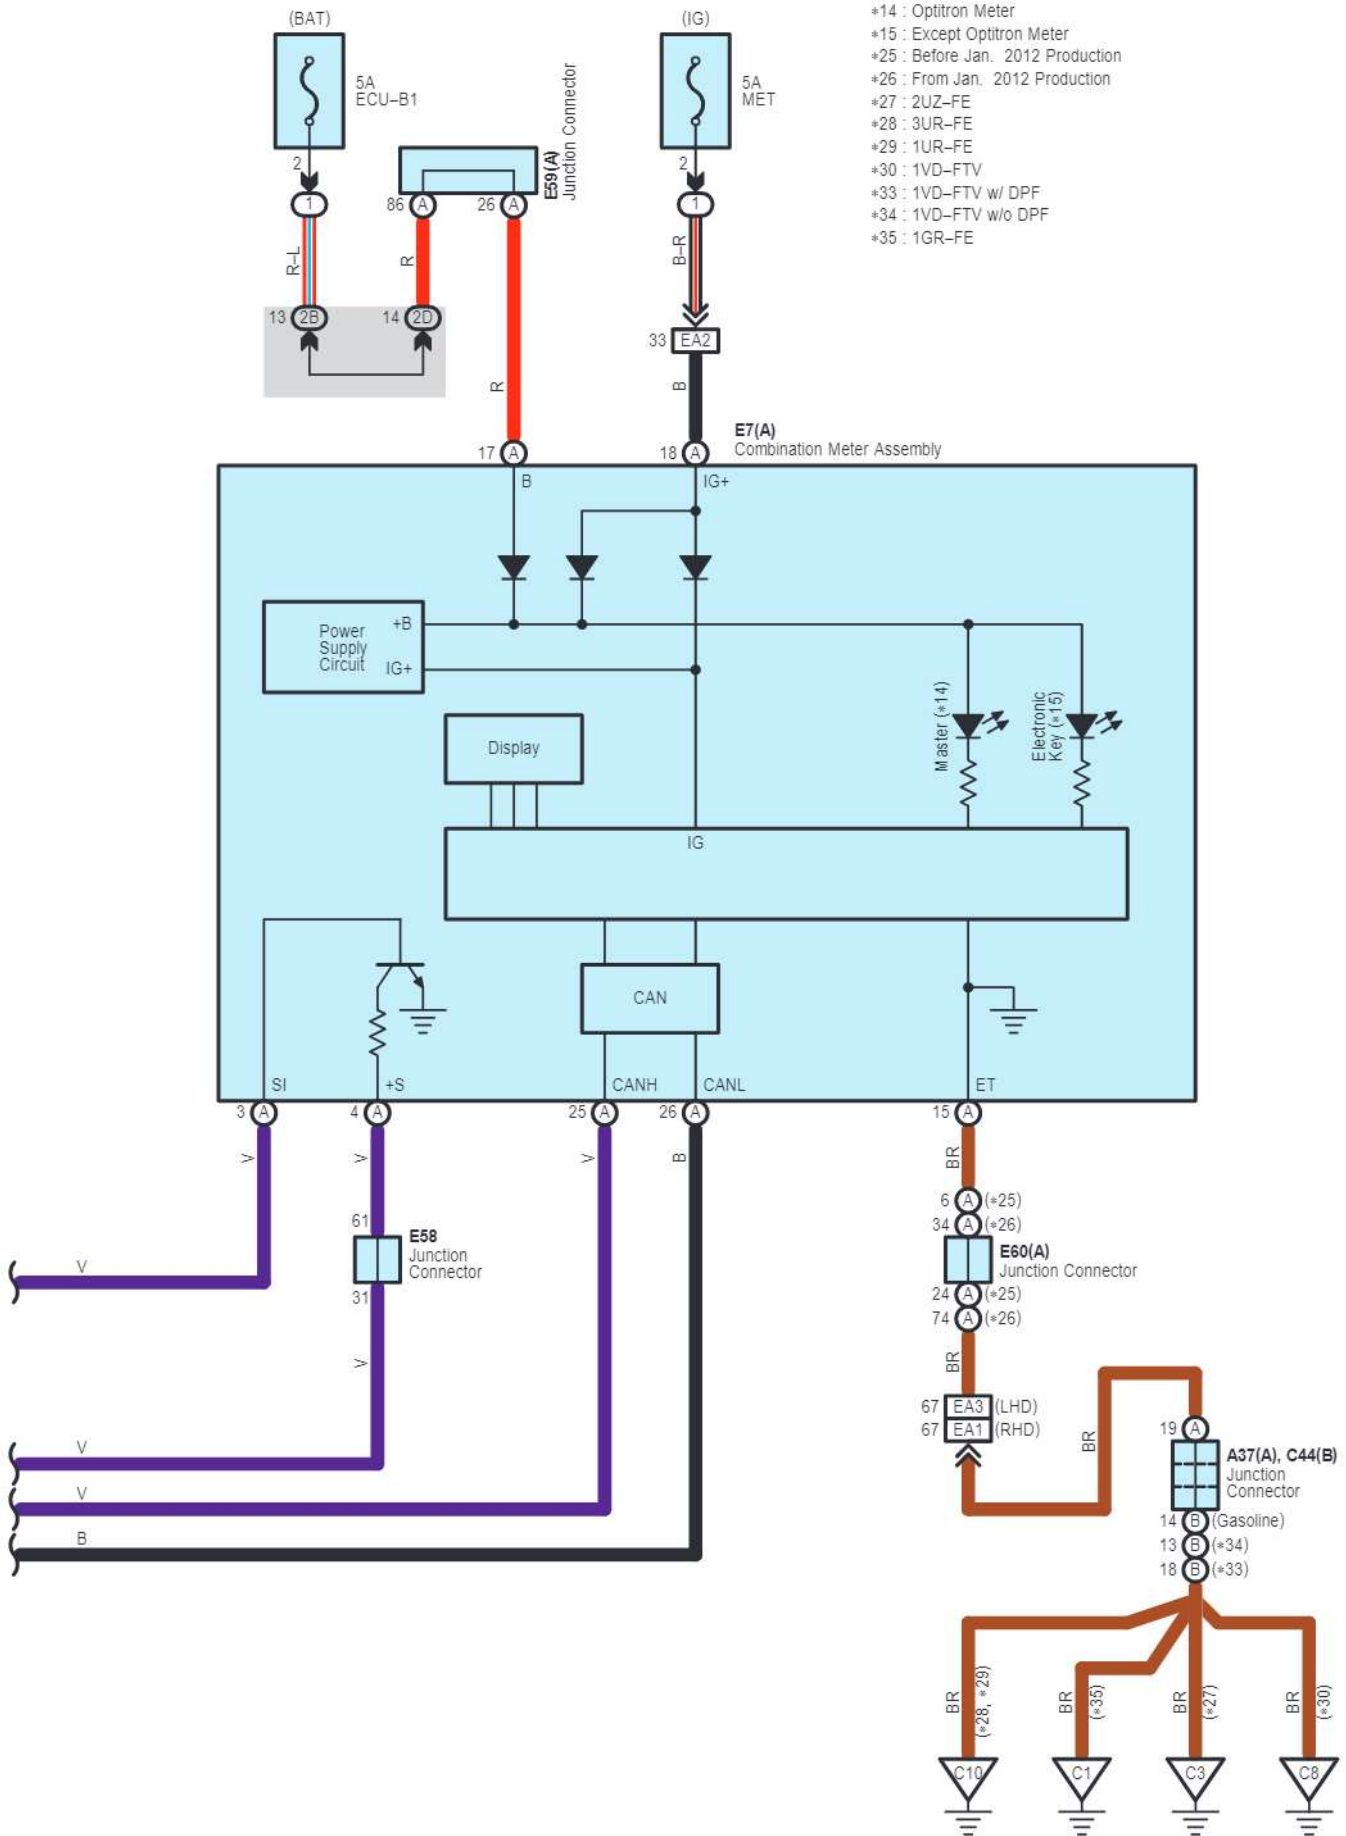 (BAT)
(IG)
*14 : Optitron Meter
*15 : Except Optitron Meter
*25 : Before Jan. 2012 Production
*26 : From Jan. 2012 Production
*27 : 2UZ–FE
*28 : 3UR–FE
*29 : 1UR–FE
*30 : 1VD–FTV
*33 : 1VD–FTV w/ DPF
*34 : 1VD–FTV w/o DPF
*35 : 1GR–FE
5A
ECU–B1
5A
MET
E59(A)
Junction Connector
2
2
1
86 A
26 A
1
R–L
R
B–R
13 2B
14 2D
33 EA2
R
B
E7(A)
Combination Meter Assembly
17 A
18 A
B
IG+
Power
Supply
Circuit
+B
IG+
Master (*14)
Electronic
Key (*15)
Display
IG
CAN
SI
+S
CANH
CANL
ET
3 A
4 A
25 A
26 A
15 A
V
V
V
B
BR
6 A (*25)
34 A (*26)
61
E58
Junction
Connector
31
E60(A)
Junction Connector
24 A (*25)
74 A (*26)
V
V
BR
67 EA3 (LHD)
67 EA1 (RHD)
BR
19 A
A37(A), C44(B)
Junction
Connector
V
V
B
14 B (Gasoline)
13 B (*34)
18 B (*33)
BR
(*28, *29)
BR
(*35)
BR
(*27)
BR
(*30)
C10
C1
C3
C8